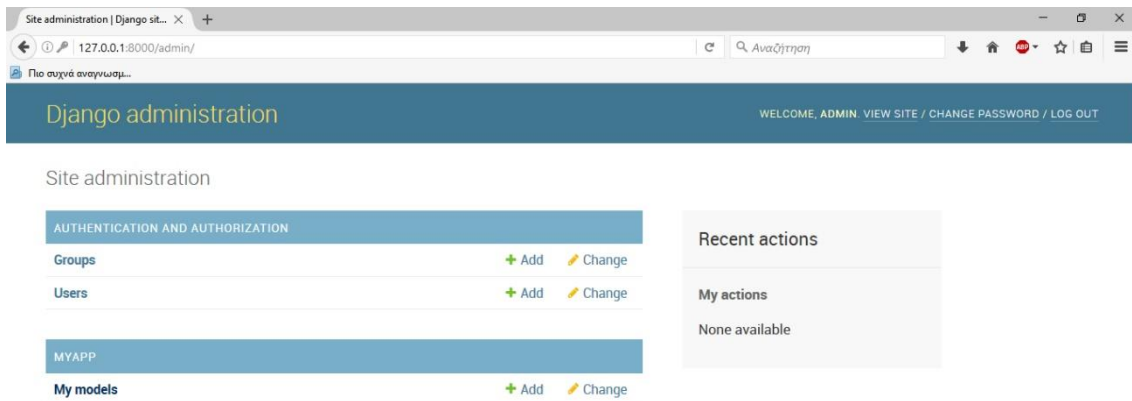 Site administration | Django sit...
127.0.0.1:8000/admin/
Αναζήτηση
ABP
Πιο συχνά αναγνωσμ...
Django administration
WELCOME, ADMIN. VIEW SITE / CHANGE PASSWORD / LOG OUT
Site administration
AUTHENTICATION AND AUTHORIZATION
Groups + Add Change
Users + Add Change
MYAPP
My models + Add Change
Recent actions
My actions
None available